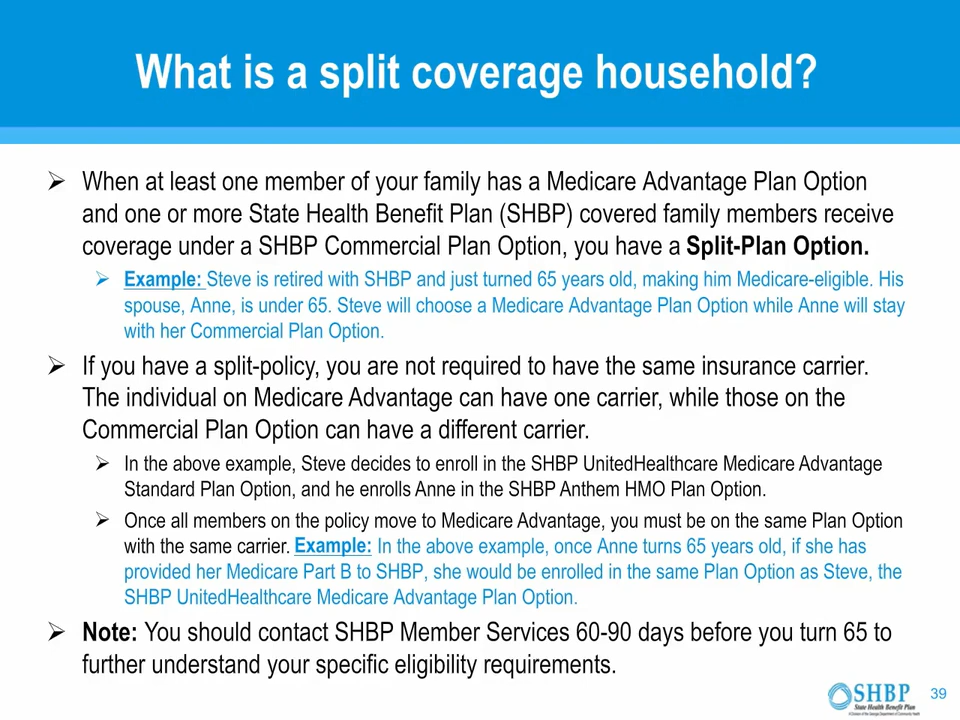 What is a split coverage household?
When at least one member of your family has a Medicare Advantage Plan Option
and one or more State Health Benefit Plan (SHBP) covered family members receive
coverage under a SHBP Commercial Plan Option, you have a Split-Plan Option.
Example: Steve is retired with SHBP and just turned 65 years old, making him Medicare-eligible. His
spouse, Anne, is under 65. Steve will choose a Medicare Advantage Plan Option while Anne will stay
with her Commercial Plan Option.
If you have a split-policy, you are not required to have the same insurance carrier.
The individual on Medicare Advantage can have one carrier, while those on the
Commercial Plan Option can have a different carrier.
In the above example, Steve decides to enroll in the SHBP UnitedHealthcare Medicare Advantage
Standard Plan Option, and he enrolls Anne in the SHBP Anthem HMO Plan Option.
Once all members on the policy move to Medicare Advantage, you must be on the same Plan Option
with the same carrier. Example: In the above example, once Anne turns 65 years old, if she has
provided her Medicare Part B to SHBP, she would be enrolled in the same Plan Option as Steve, the
SHBP UnitedHealthcare Medicare Advantage Plan Option.
Note: You should contact SHBP Member Services 60-90 days before you turn 65 to
further understand your specific eligibility requirements.
SHBP
State Health Benefit Plan
A Division of the Georgia Department of Community Health
39